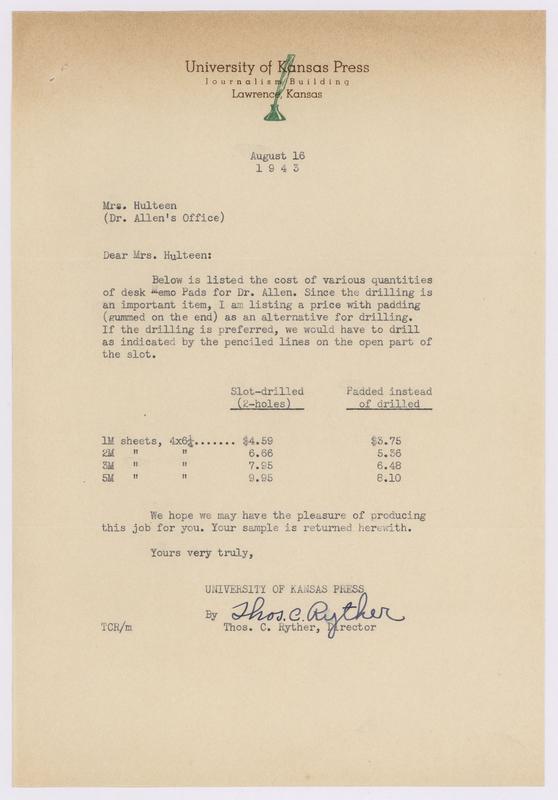 University of Kansas Press
Journalism Building
Lawrence, Kansas
August 16
1 9 4 3
Mrs. Hulteen
(Dr. Allen's Office)
Dear Mrs. Hulteen:
Below is listed the cost of various quantities
of desk Memo Pads for Dr. Allen. Since the drilling is
an important item, I am listing a price with padding
(gummed on the end) as an alternative for drilling.
If the drilling is preferred, we would have to drill
as indicated by the penciled lines on the open part of
the slot.
Slot-drilled Padded instead
(2-holes) of drilled
1M sheets, 4x6¼....... $4.59 $3.75
2M " " 6.66 5.36
3M " " 7.95 6.48
5M " " 9.95 8.10
We hope we may have the pleasure of producing
this job for you. Your sample is returned herewith.
Yours very truly,
UNIVERSITY OF KANSAS PRESS
By Thos. C. Ryther
TCR/m Thos. C. Ryther, Director